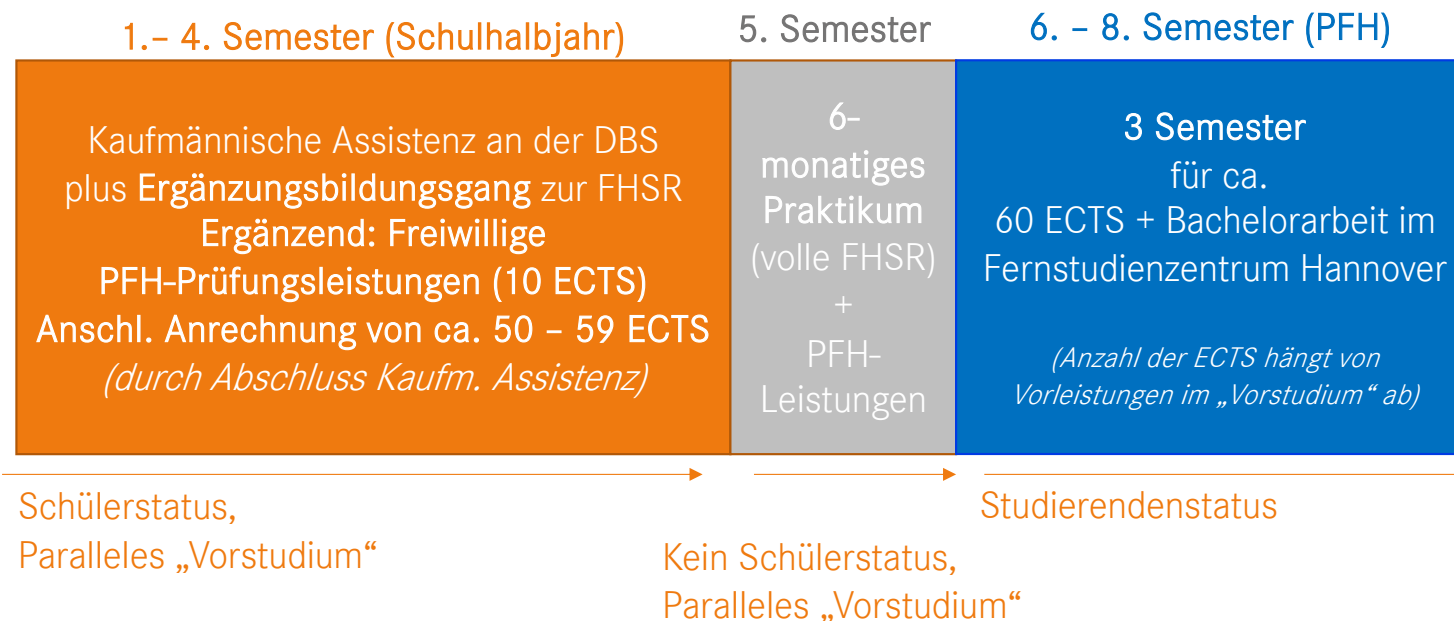 1.– 4. Semester (Schulhalbjahr)
Kaufmännische Assistenz an der DBS
plus Ergänzungsbildungsgang zur FHSR
Ergänzend: Freiwillige
PFH-Prüfungsleistungen (10 ECTS)
Anschl. Anrechnung von ca. 50 – 59 ECTS
(durch Abschluss Kaufm. Assistenz)
Schülerstatus,
Paralleles „Vorstudium“
5. Semester
6-
monatiges
Praktikum
(volle FHSR)
+
PFH-
Leistungen
Kein Schülerstatus,
Paralleles „Vorstudium“
6. – 8. Semester (PFH)
3 Semester
für ca.
60 ECTS + Bachelorarbeit im
Fernstudienzentrum Hannover
(Anzahl der ECTS hängt von
Vorleistungen im „Vorstudium“ ab)
Studierendenstatus